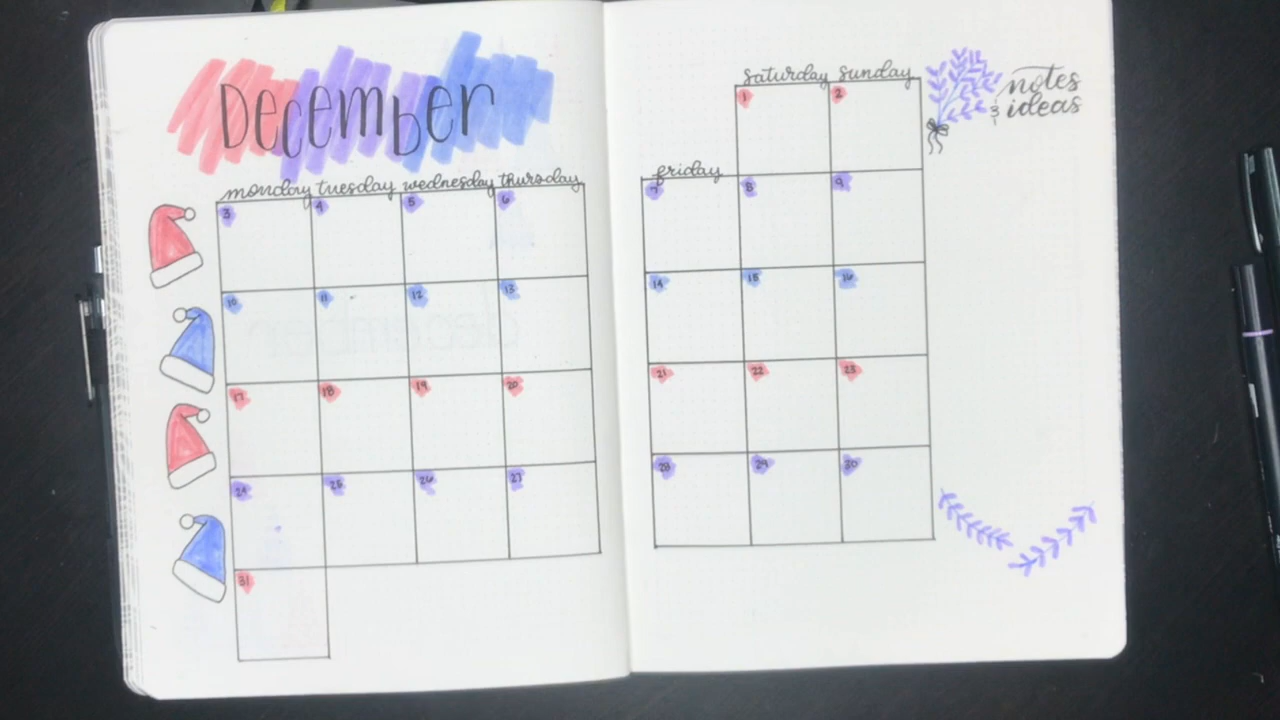 December
saturday sunday
notes
& ideas
1 2
friday
monday tuesday wednesday thursday
3 4 5 6 7 8 9
10 11 12 13 14 15 16
17 18 19 20 21 22 23
24 25 26 27 28 29 30
31